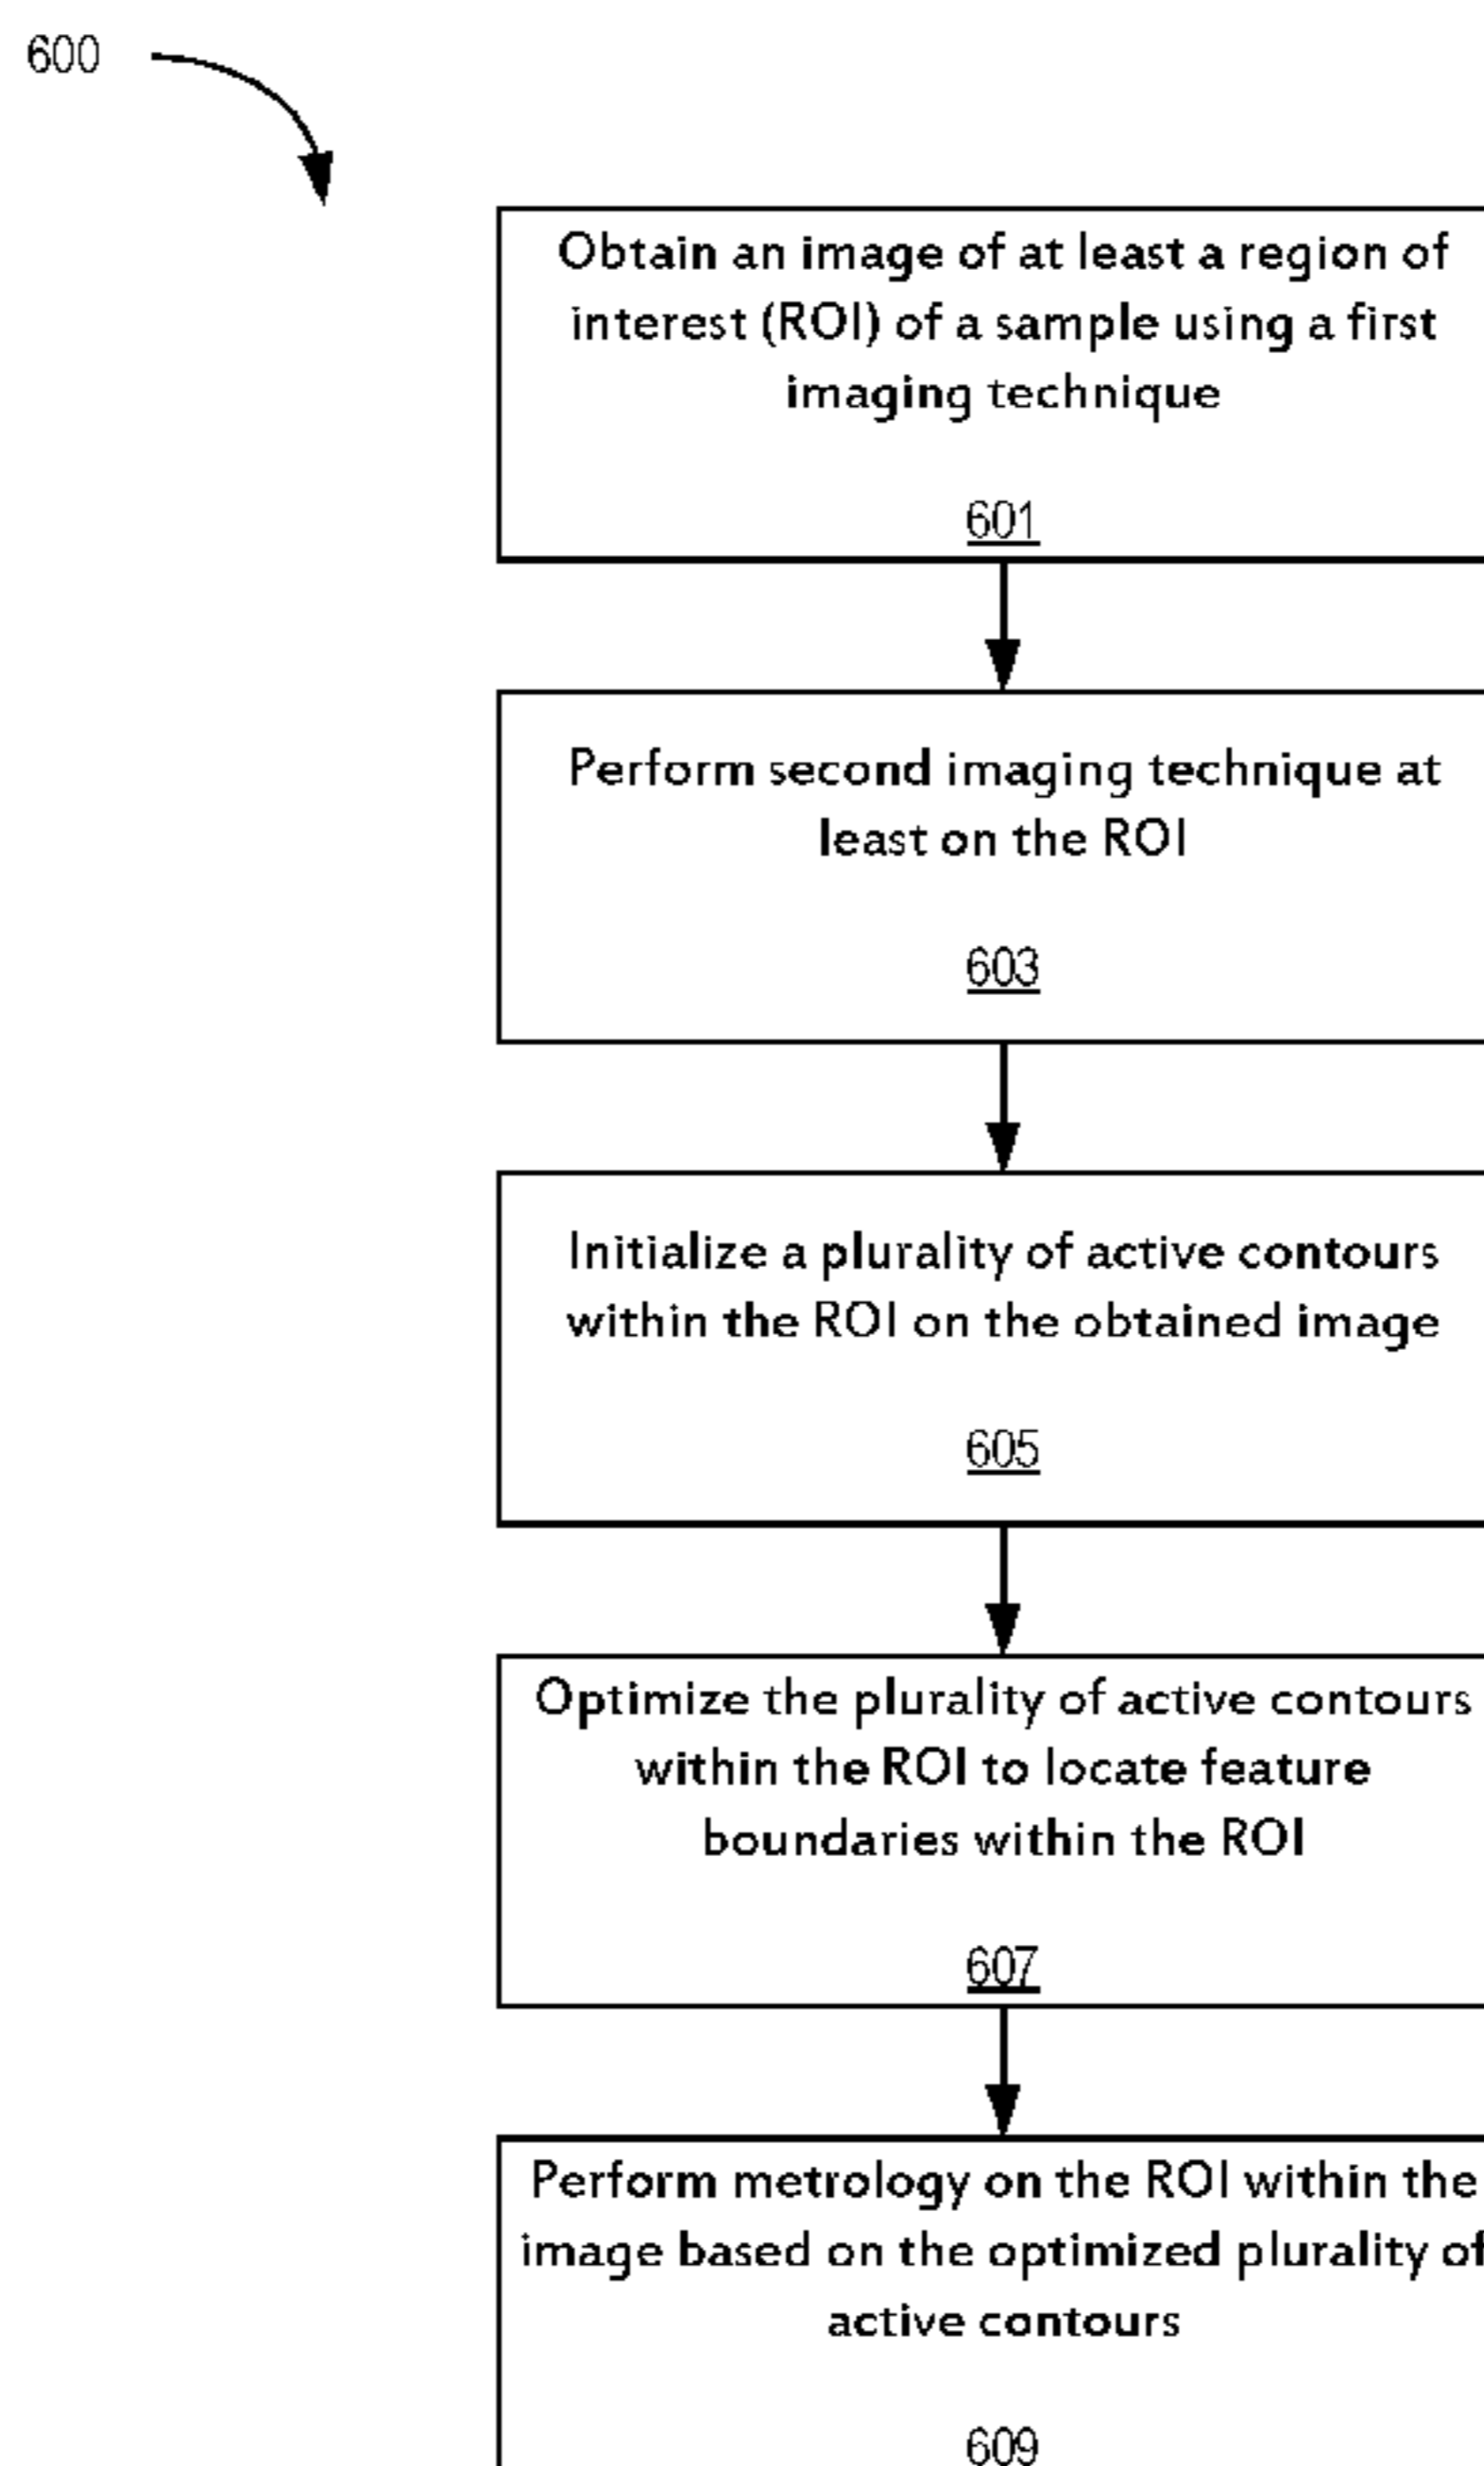 600
Obtain an image of at least a region of
interest (ROI) of a sample using a first
imaging technique
601
Perform second imaging technique at
least on the ROI
603
Initialize a plurality of active contours
within the ROI on the obtained image
605
Optimize the plurality of active contours
within the ROI to locate feature
boundaries within the ROI
607
Perform metrology on the ROI within the
image based on the optimized plurality of
active contours
609